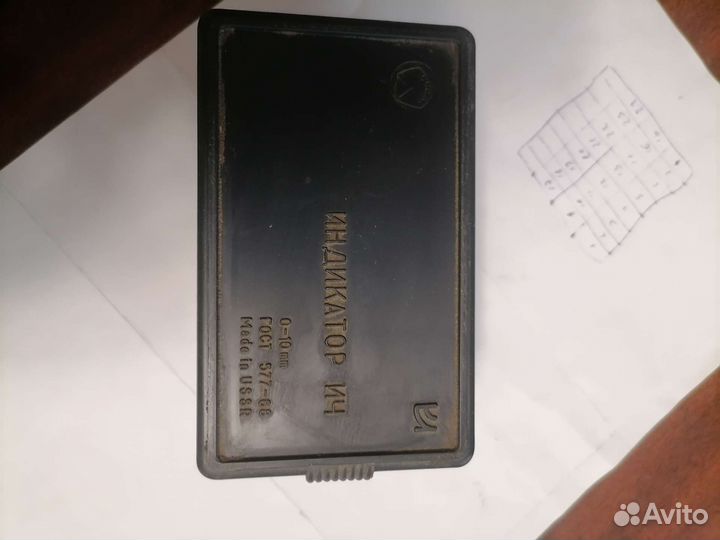 ИНДИКАТОР ИЧ
0-10 mm
ГОСТ 577-68
Made in USSR
Avito